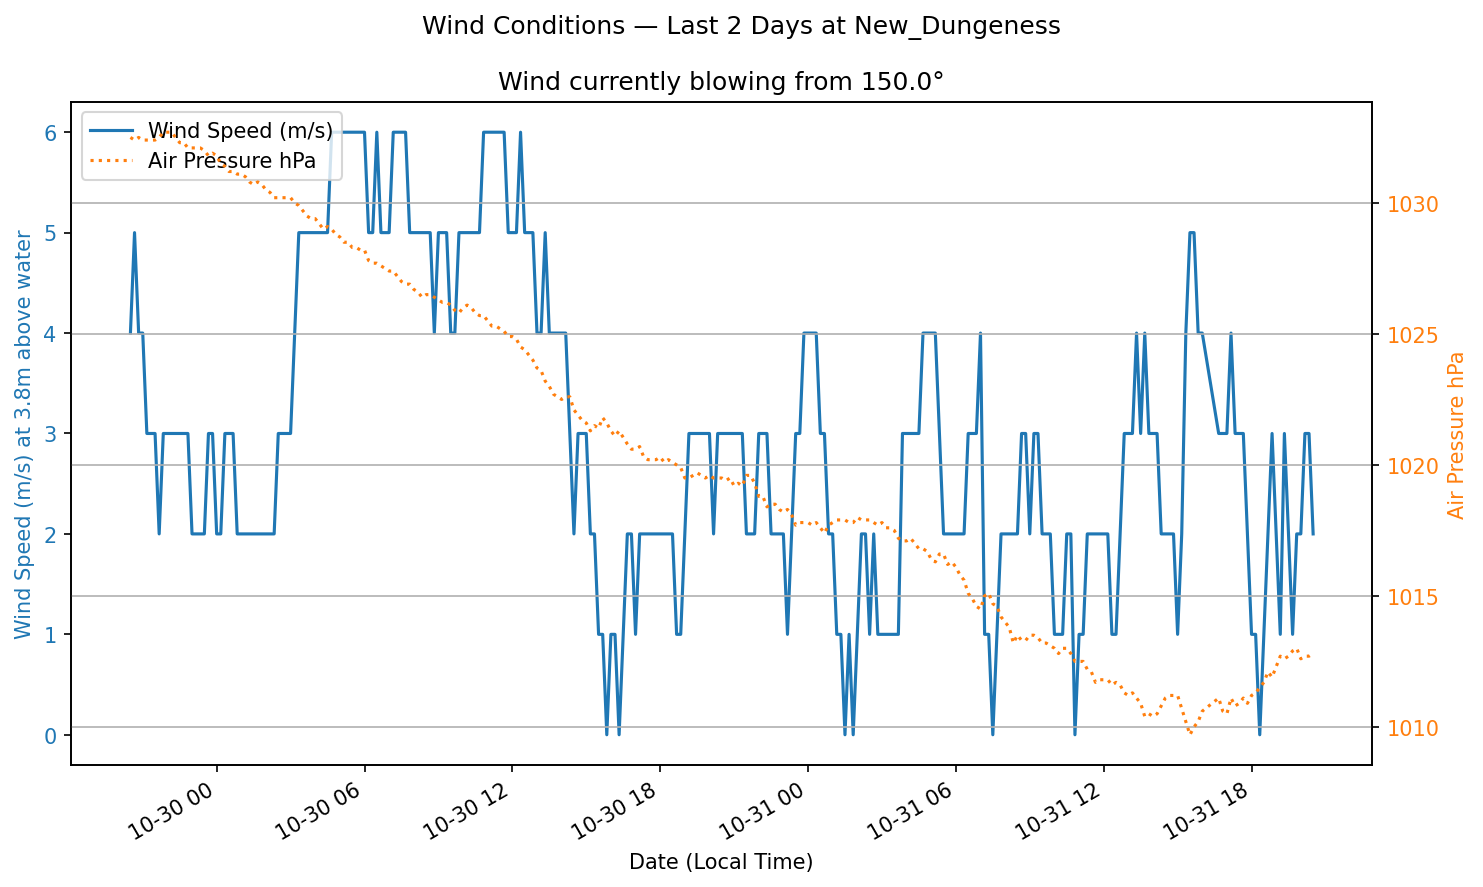 Wind Conditions — Last 2 Days at New_Dungeness
Wind currently blowing from 150.0°
Wind Speed (m/s)
Air Pressure hPa
Wind Speed (m/s) at 3.8m above water
6
5
4
3
2
1
0
1030
1025
1020
1015
1010
Air Pressure hPa
10-30 00
10-30 06
10-30 12
10-30 18
10-31 00
10-31 06
10-31 12
10-31 18
Date (Local Time)